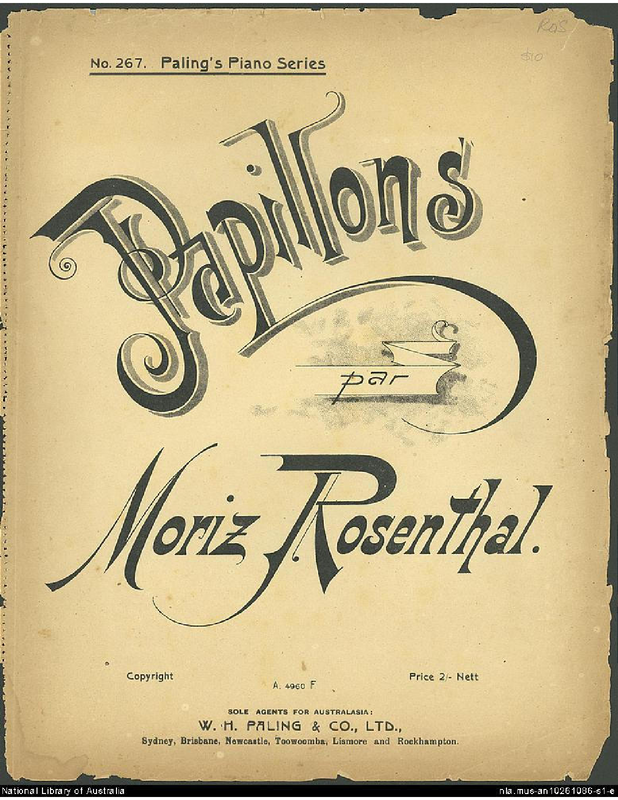 ROS
No. 267. Paling's Piano Series
Papillons
par
Moriz Rosenthal.
Copyright
A. 4960 F
Price 2/- Nett
SOLE AGENTS FOR AUSTRALASIA:
W. H. PALING & CO., LTD.,
Sydney, Brisbane, Newcastle, Toowoomba, Lismore and Rockhampton.
National Library of Australia
nla.mus-an10261086-s1-e